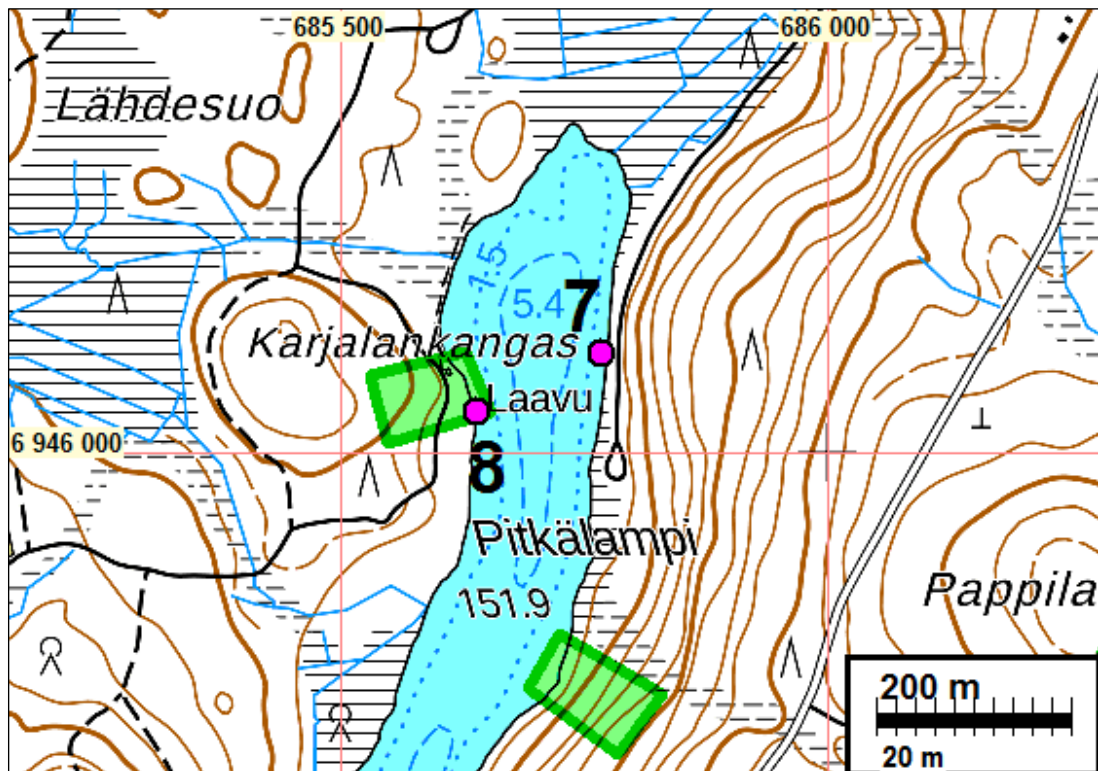 685 500
686 000
Lähdesuo
1.5
5.4
7
Karjalankangas
Laavu
6 946 000
8
Pitkälampi
151.9
Pappila
200 m
20 m